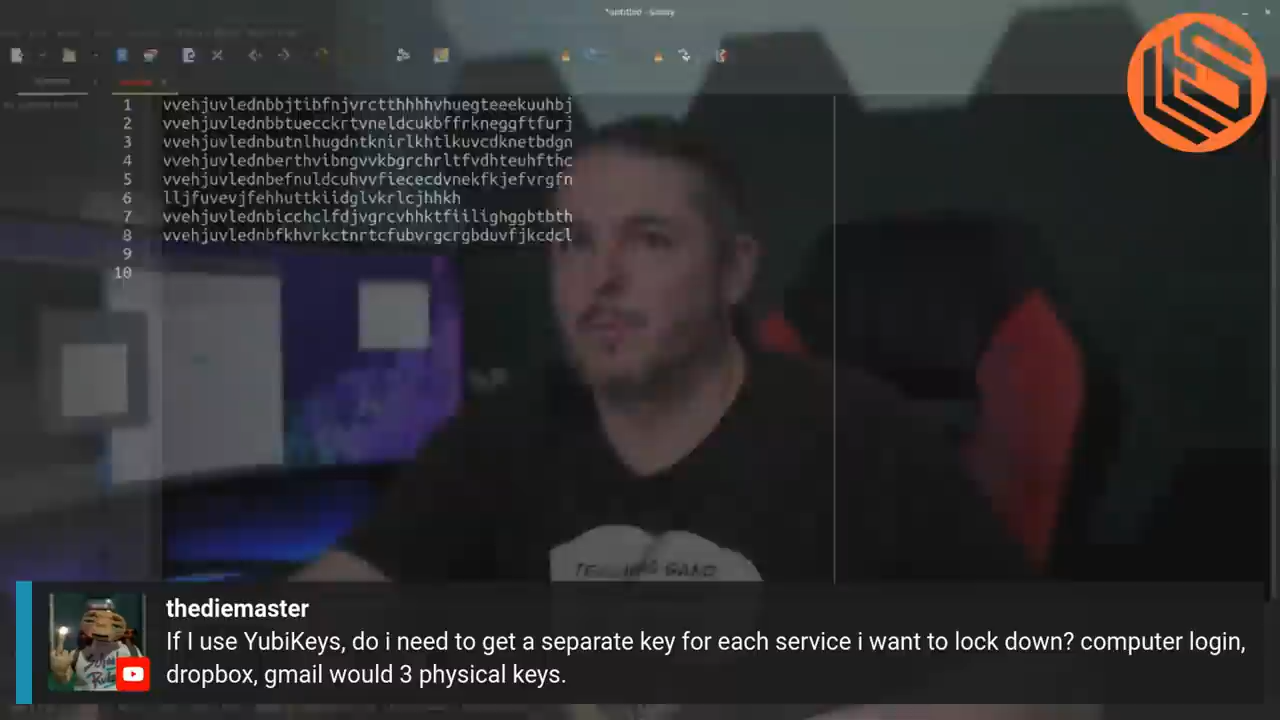 *untitled - Geany
1 vvehjuvlednbbjtibfnjvrctthhhhvhuegteeekuuhbj
2 vvehjuvlednbbtuecckrtvneldcukbffrkneggftfurj
3 vvehjuvlednbutnlhugdntknirlkhtlkuvcdknetbdgn
4 vvehjuvlednberthvibngvvkbgrchrltfvdhteuhfthc
5 vvehjuvlednbefnuldcuhvvfiececdvnekfkjefvrgfn
6 lljfuvevjfehhuttkiidglvkrlcjhhkh
7 vvehjuvlednbicchclfdjvgrcvhhktfiilighggbtbth
8 vvehjuvlednbfkhvrkctnrtcfubvrgcrgbduvfjkcdcl
9
10
thediemaster
If I use YubiKeys, do i need to get a separate key for each service i want to lock down? computer login,
dropbox, gmail would 3 physical keys.